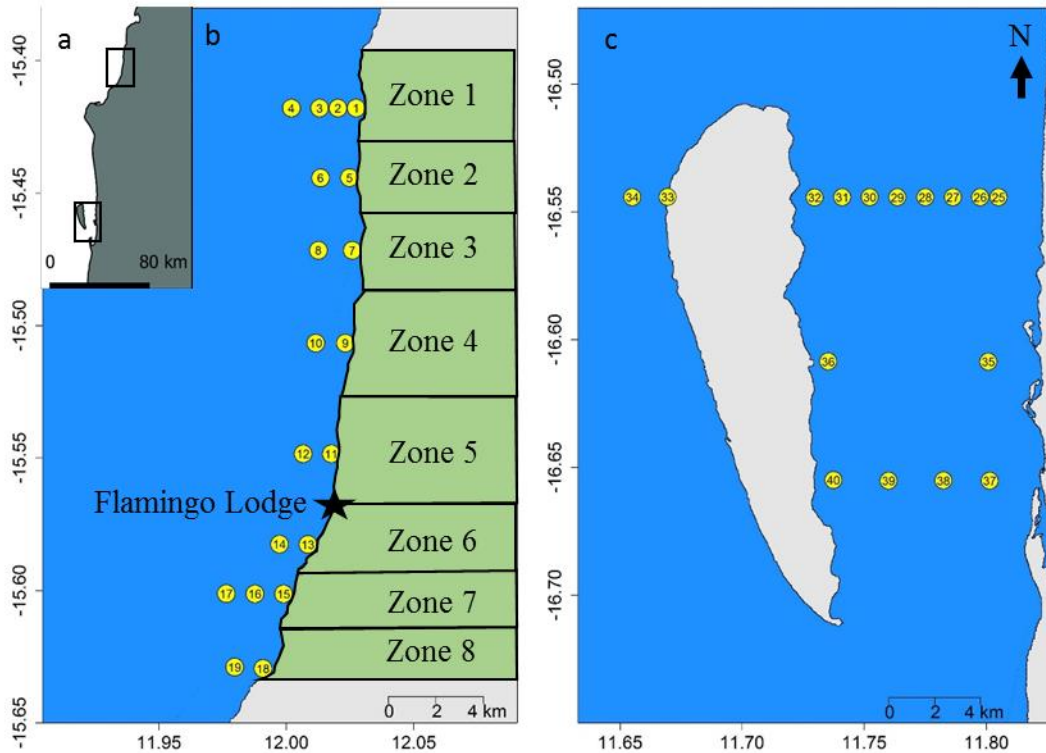 a
0 80 km
b
-15.40
-15.45
-15.50
-15.55
-15.60
-15.65
4 3 2 1
Zone 1
6 5
Zone 2
8 7
Zone 3
10 9
Zone 4
12 11
Zone 5
Flamingo Lodge
14 13
Zone 6
17 16 15
Zone 7
19 18
Zone 8
0 2 4 km
11.95 12.00 12.05
c
N
-16.50
-16.55
-16.60
-16.65
-16.70
34 33 32 31 30 29 28 27 26 25
36 35
40 39 38 37
0 2 4 km
11.65 11.70 11.75 11.80